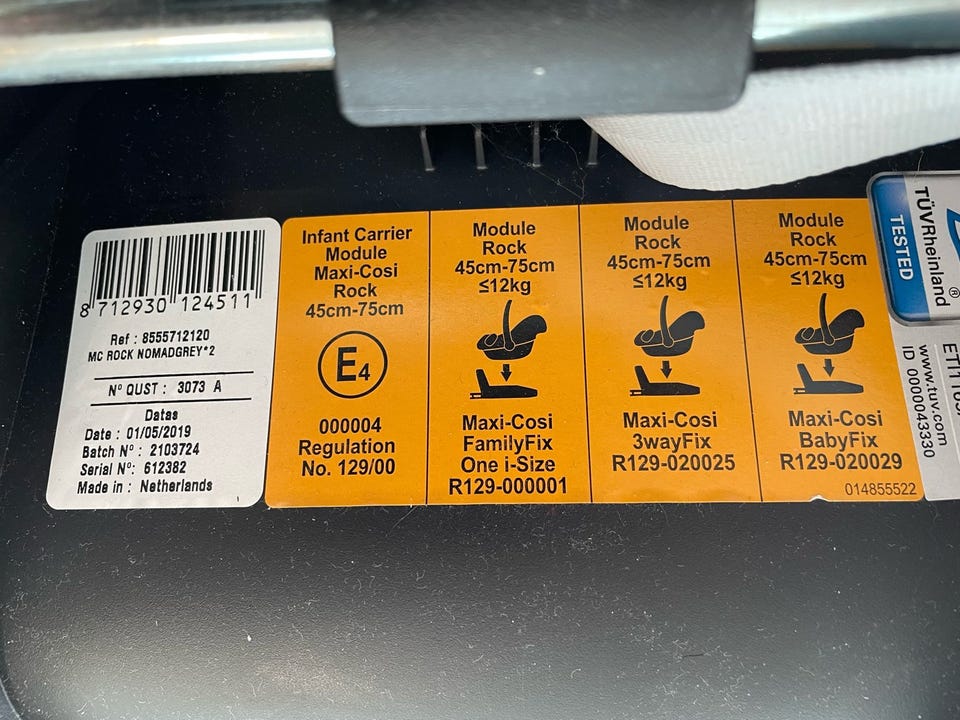 8 712930 124511
Ref : 8555712120
MC ROCK NOMADGREY*2
Nº QUST : 3073 A
Datas
Date : 01/05/2019
Batch Nº : 2103724
Serial Nº: 612382
Made in : Netherlands
Infant Carrier
Module
Maxi-Cosi
Rock
45cm-75cm
E4
000004
Regulation
No. 129/00
Module
Rock
45cm-75cm
≤12kg
Maxi-Cosi
FamilyFix
One i-Size
R129-000001
Module
Rock
45cm-75cm
≤12kg
Maxi-Cosi
3wayFix
R129-020025
Module
Rock
45cm-75cm
≤12kg
Maxi-Cosi
BabyFix
R129-020029
014855522
TÜVRheinland ®
TESTED
www.tuv.com
ID 0000043330